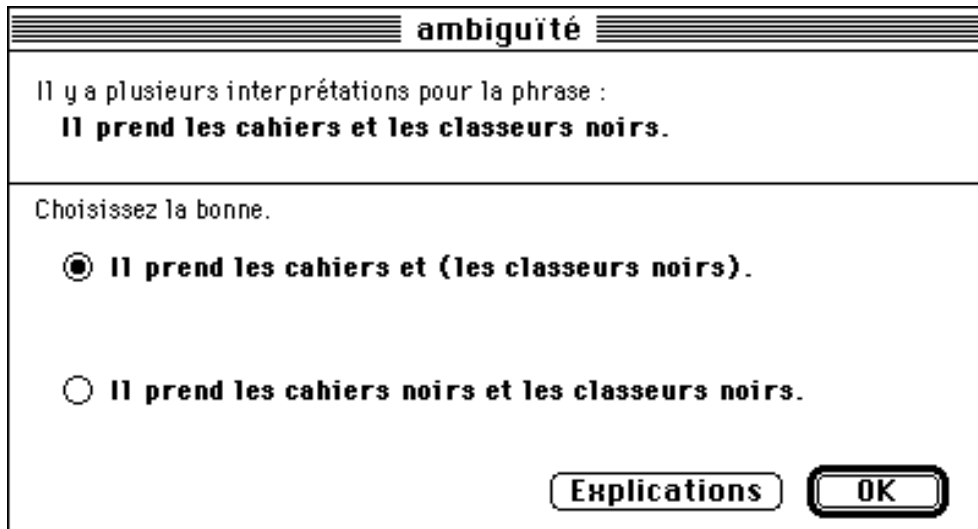 ambiguïté
Il y a plusieurs interprétations pour la phrase :
Il prend les cahiers et les classeurs noirs.
Choisissez la bonne.
Il prend les cahiers et (les classeurs noirs).
Il prend les cahiers noirs et les classeurs noirs.
Explications OK